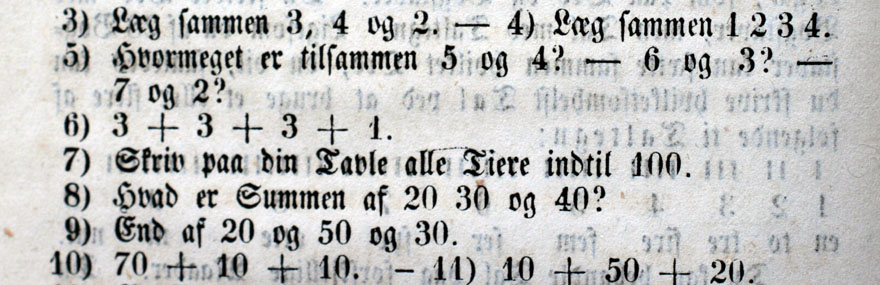 3) Læg sammen 3, 4 og 2. — 4) Læg sammen 1 2 3 4.
5) Hvormeget er tilsammen 5 og 4? — 6 og 3? —
7 og 2?
6) 3 + 3 + 3 + 1.
7) Skriv paa din Tavle alle Tiere indtil 100.
8) Hvad er Summen af 20 30 og 40?
9) End af 20 og 50 og 30.
10) 70 + 10 + 10. — 11) 10 + 50 + 20.